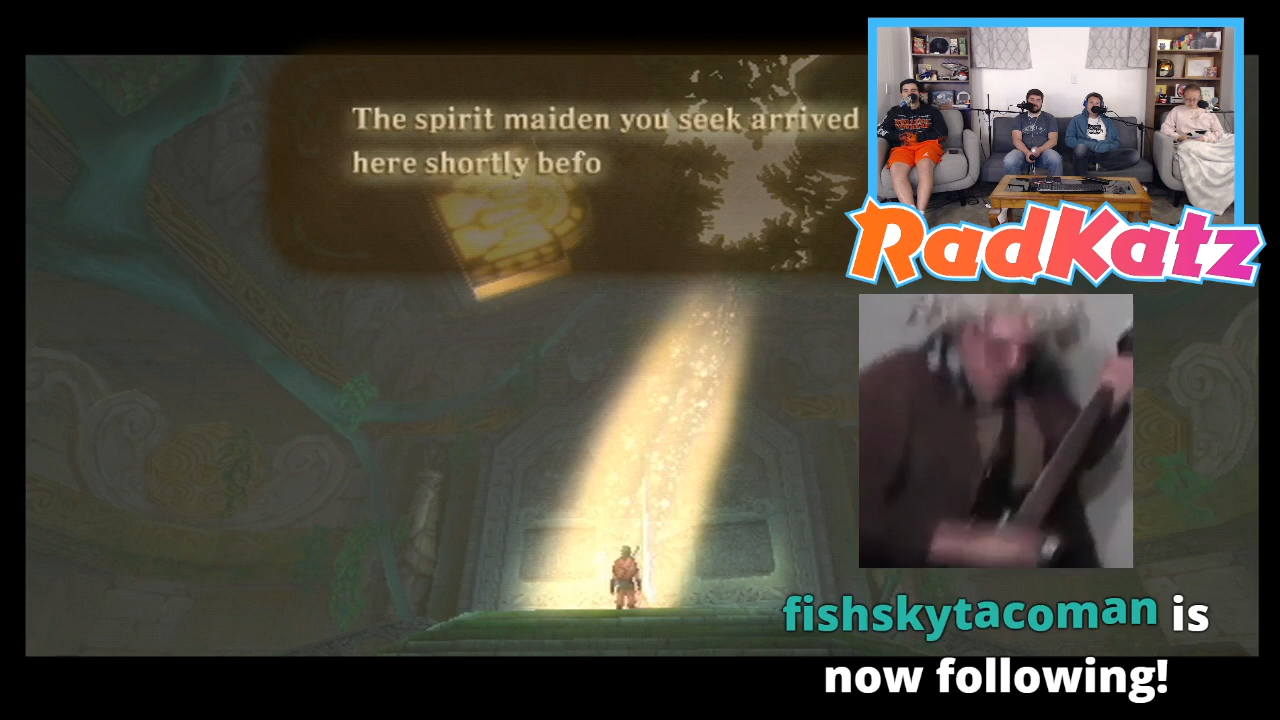 The spirit maiden you seek arrived
here shortly befo
RadKatz
fishskytacoman is
now following!